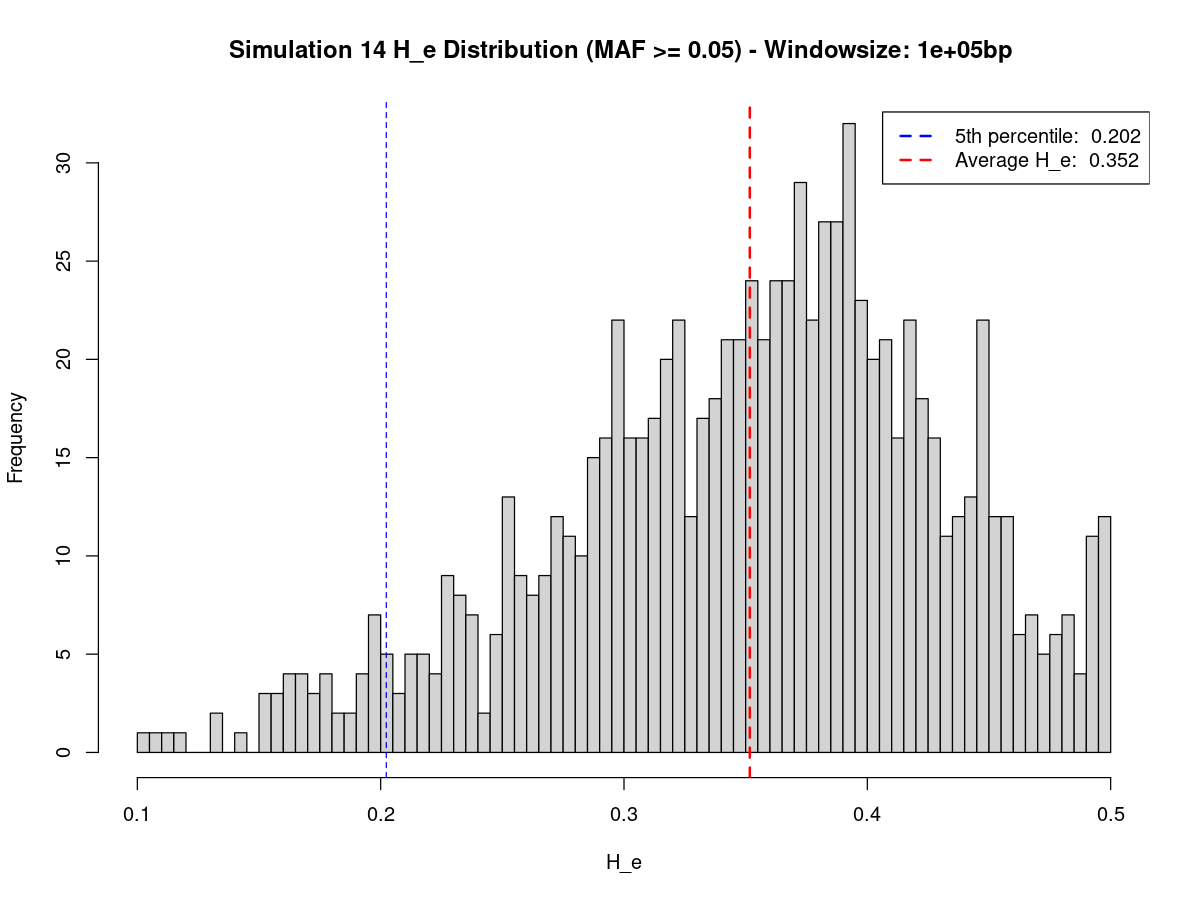 Simulation 14 H_e Distribution (MAF >= 0.05) - Windowsize: 1e+05bp
5th percentile: 0.202
Average H_e: 0.352
Frequency
30
25
20
15
10
5
0
0.1 0.2 0.3 0.4 0.5
H_e